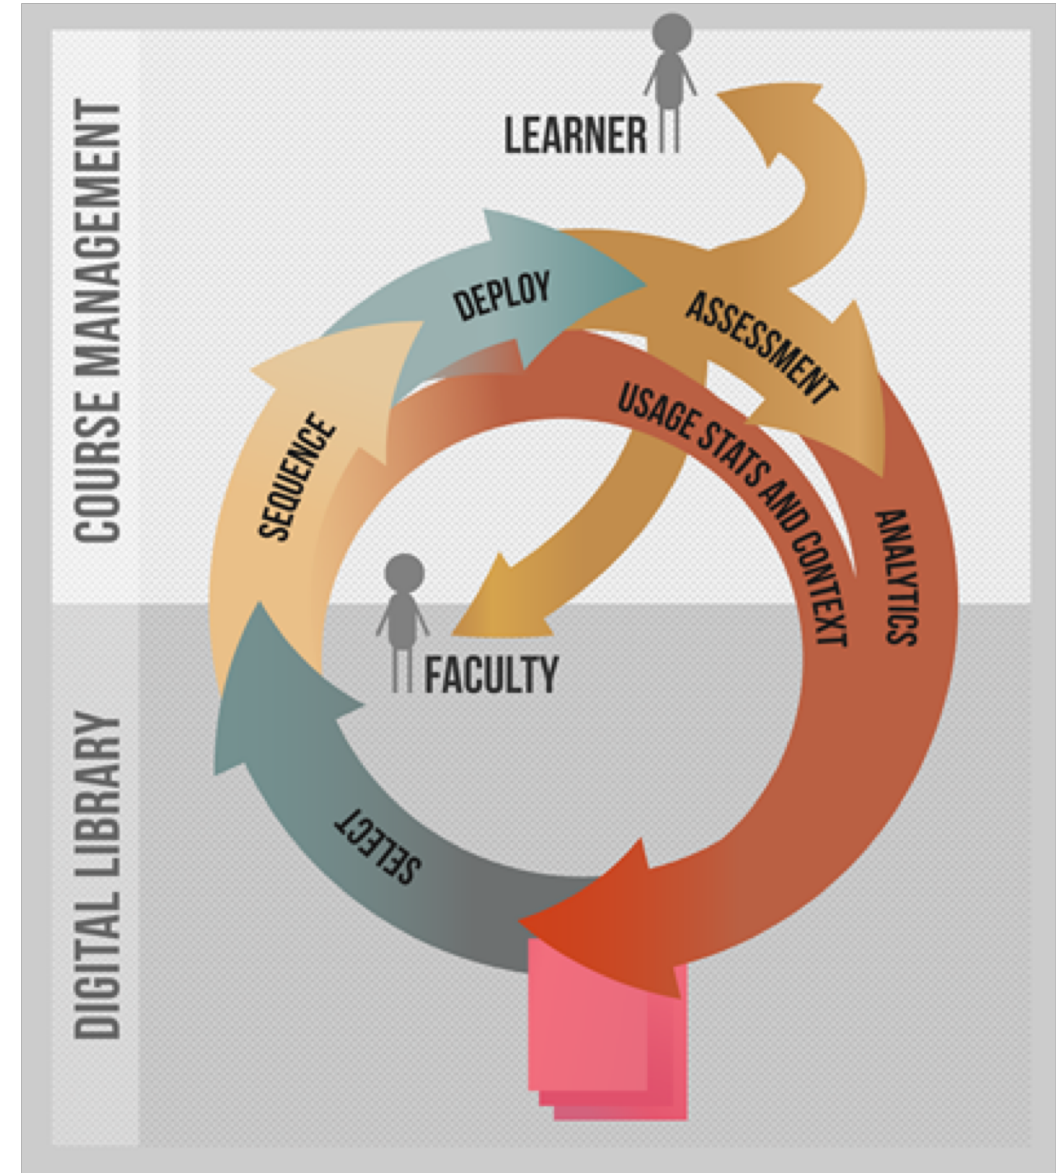 COURSE MANAGEMENT
DIGITAL LIBRARY
LEARNER
DEPLOY
ASSESSMENT
USAGE STATS AND CONTEXT
SEQUENCE
ANALYTICS
FACULTY
SELECT